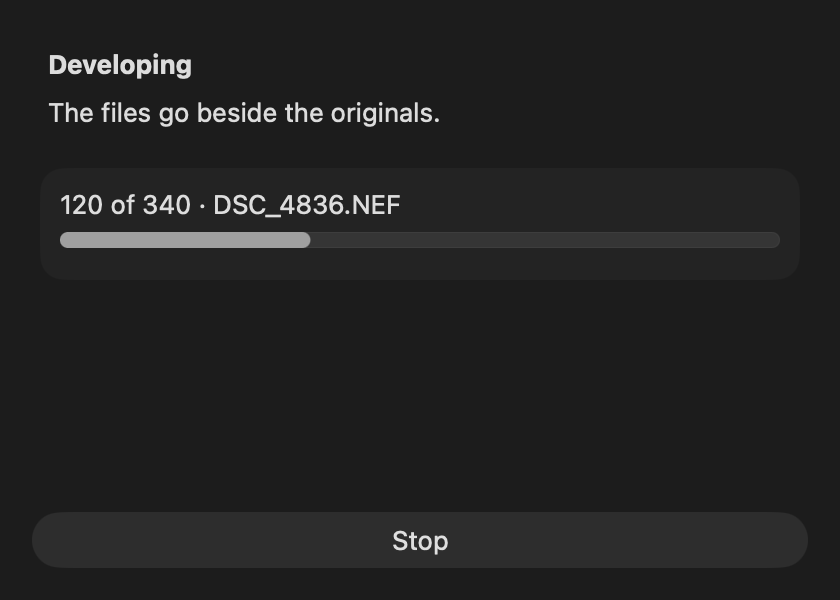 Developing
The files go beside the originals.
120 of 340 · DSC_4836.NEF
Stop